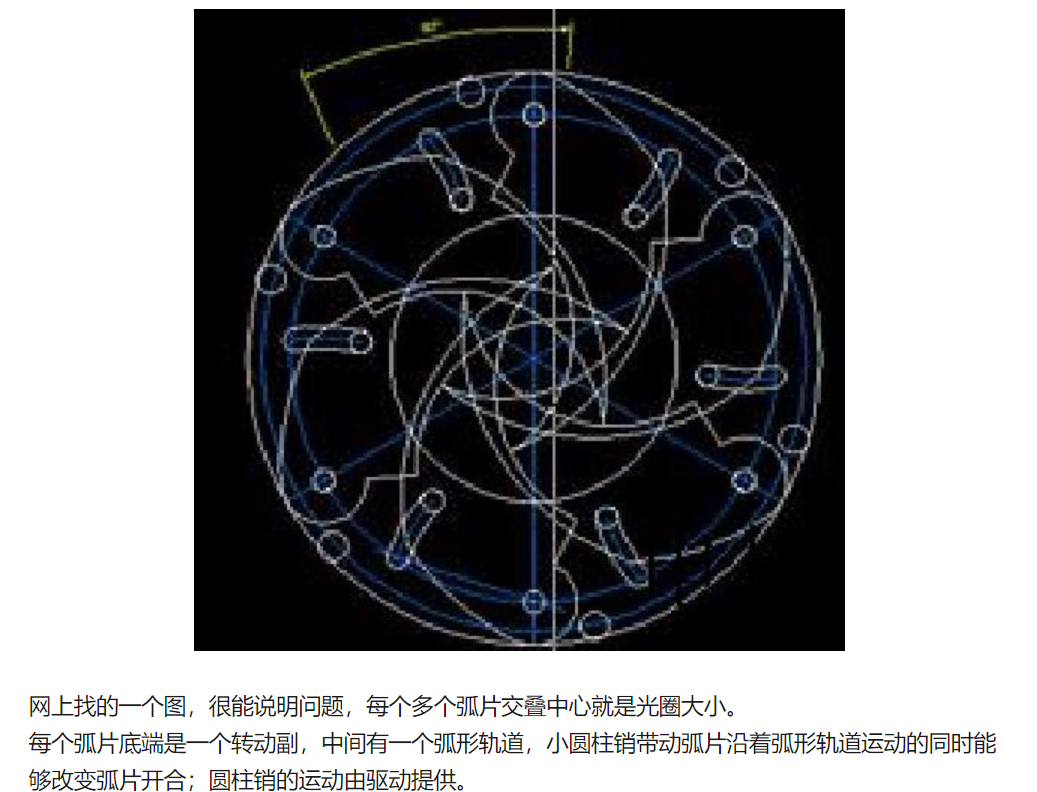 网上找的一个图，很能说明问题，每个多个弧片交叠中心就是光圈大小。
每个弧片底端是一个转动副，中间有一个弧形轨道，小圆柱销带动弧片沿着弧形轨道运动的同时能
够改变弧片开合；圆柱销的运动由驱动提供。